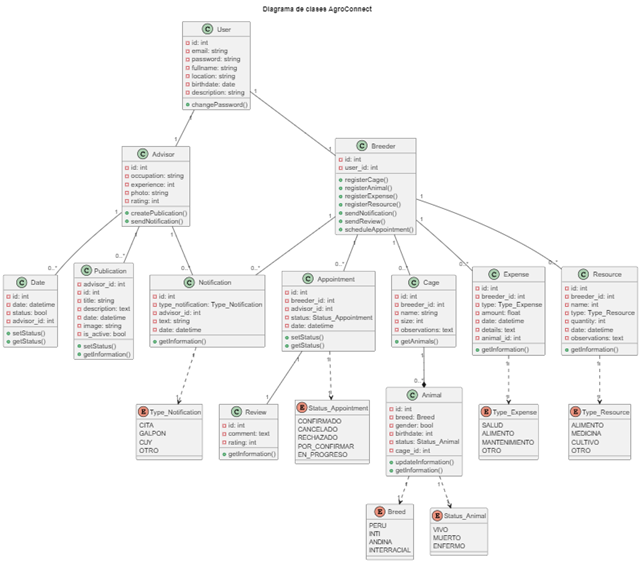 Diagrama de clases AgroConnect
C User
id: int
email: string
password: string
fullname: string
location: string
birthdate: date
description: string
changePassword()
1
1
1
1
C Advisor
id: int
occupation: string
experience: int
photo: string
rating: int
createPublication()
sendNotification()
C Breeder
id: int
user_id: int
registerCage()
registerAnimal()
registerExpense()
registerResource()
sendNotification()
sendReview()
scheduleAppointment()
1
1
1
1
1
1
1
1
0..*
0..*
0..*
0..*
0..*
0..*
0..*
0..*
C Date
id: int
date: datetime
status: bool
advisor_id: int
setStatus()
getStatus()
C Publication
advisor_id: int
id: int
title: string
description: text
date: datetime
image: string
is_active: bool
setStatus()
getInformation()
C Notification
id: int
type_notification: Type_Notification
advisor_id: int
text: string
date: datetime
getInformation()
C Appointment
id: int
breeder_id: int
advisor_id: int
status: Status_Appointment
date: datetime
setStatus()
getStatus()
C Cage
id: int
breeder_id: int
name: string
size: int
observations: text
getAnimals()
C Expense
id: int
breeder_id: int
type: Type_Expense
amount: float
date: datetime
details: text
animal_id: int
getInformation()
C Resource
id: int
breeder_id: int
name: int
type: Type_Resource
quantity: int
date: datetime
observations: text
getInformation()
1
1
1
1
0..*
E Type_Notification
CITA
GALPON
CUY
OTRO
C Review
id: int
comment: text
rating: int
getInformation()
E Status_Appointment
CONFIRMADO
CANCELADO
RECHAZADO
POR_CONFIRMAR
EN_PROGRESO
C Animal
id: int
breed: Breed
gender: bool
birthdate: int
status: Status_Animal
cage_id: int
updateInformation()
getInformation()
E Type_Expense
SALUD
ALIMENTO
MANTENIMIENTO
OTRO
E Type_Resource
ALIMENTO
MEDICINA
CULTIVO
OTRO
E Breed
PERU
INTI
ANDINA
INTERRACIAL
E Status_Animal
VIVO
MUERTO
ENFERMO